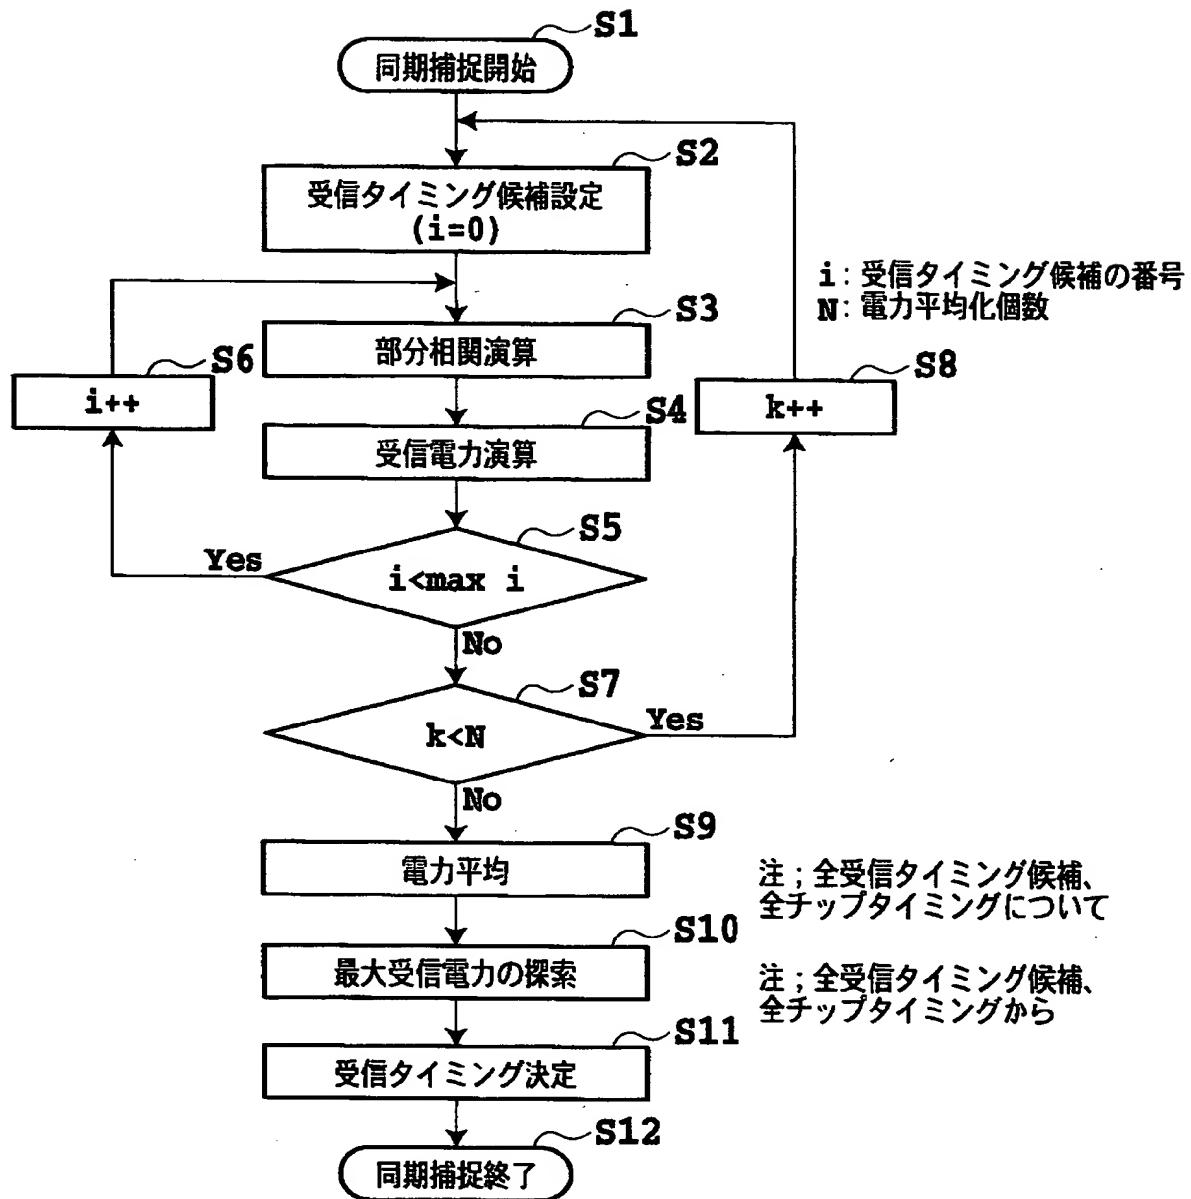 S1
同期捕捉開始
S2
受信タイミング候補設定
(i=0)
i: 受信タイミング候補の番号
N: 電力平均化個数
S3
部分相関演算
S6
i++
S8
k++
S4
受信電力演算
S5
Yes
i<max i
No
S7
k<N
Yes
No
S9
電力平均
注；全受信タイミング候補、
全チップタイミングについて
S10
最大受信電力の探索
注；全受信タイミング候補、
全チップタイミングから
S11
受信タイミング決定
S12
同期捕捉終了